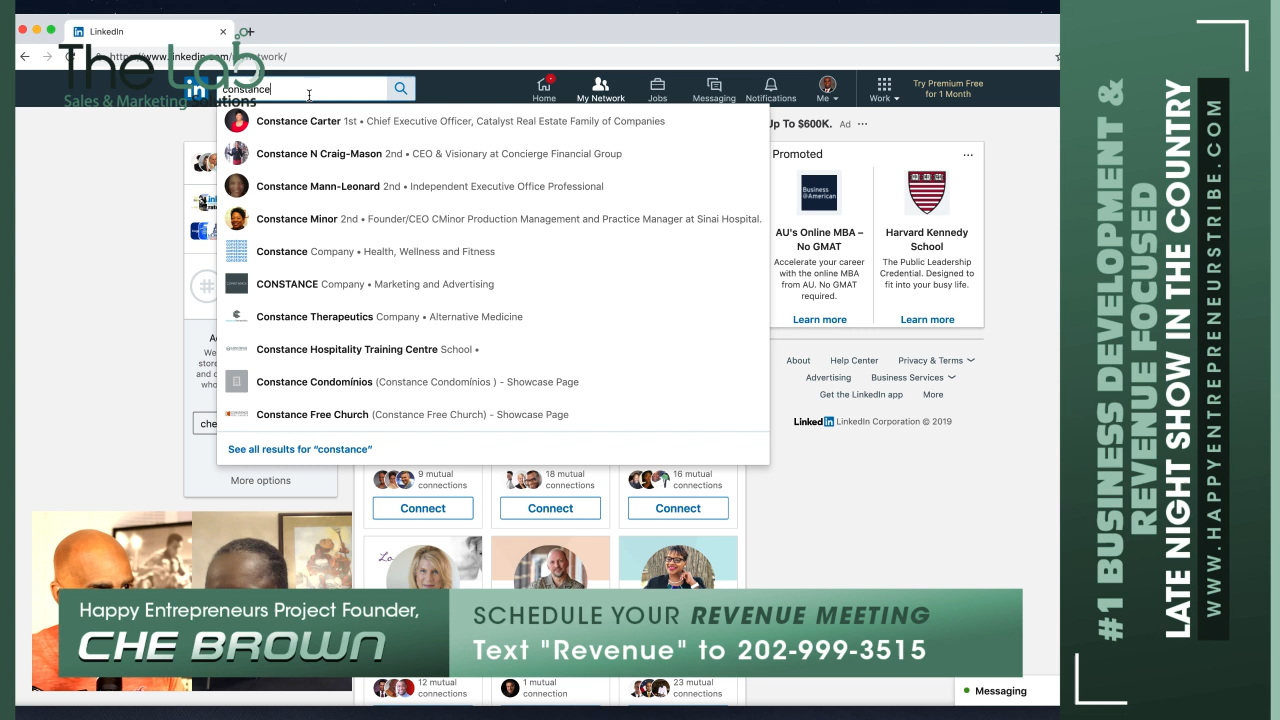 LinkedIn
https://www.linkedin.com/mynetwork/
The Lab
Sales & Marketing Solutions
in
constance
Home
My Network
Jobs
Messaging
Notifications
Me
Work
Try Premium Free
for 1 Month
Constance Carter 1st • Chief Executive Officer, Catalyst Real Estate Family of Companies
Constance N Craig-Mason 2nd • CEO & Visionary at Concierge Financial Group
Constance Mann-Leonard 2nd • Independent Executive Office Professional
Constance Minor 2nd • Founder/CEO CMinor Production Management and Practice Manager at Sinai Hospital.
Constance Company • Health, Wellness and Fitness
CONSTANCE Company • Marketing and Advertising
Constance Therapeutics Company • Alternative Medicine
Constance Hospitality Training Centre School •
Constance Condomínios (Constance Condomínios ) - Showcase Page
Constance Free Church (Constance Free Church) - Showcase Page
See all results for “constance”
More options
Up To $600K. Ad ...
Promoted
Business
@American
AU's Online MBA –
No GMAT
Accelerate your career
with the online MBA
from AU. No GMAT
required.
Learn more
Harvard Kennedy
School
The Public Leadership
Credential. Designed to
fit into your busy life.
Learn more
About Help Center Privacy & Terms
Advertising Business Services
Get the LinkedIn app More
Linked in LinkedIn Corporation © 2019
9 mutual
connections
18 mutual
connections
16 mutual
connections
Connect
Connect
Connect
Happy Entrepreneurs Project Founder,
CHE BROWN
SCHEDULE YOUR REVENUE MEETING
Text "Revenue" to 202-999-3515
12 mutual
connections
1 mutual
connection
23 mutual
connections
Messaging
#1 BUSINESS DEVELOPMENT &
REVENUE FOCUSED
LATE NIGHT SHOW IN THE COUNTRY
WWW.HAPPYENTREPRENEURSTRIBE.COM